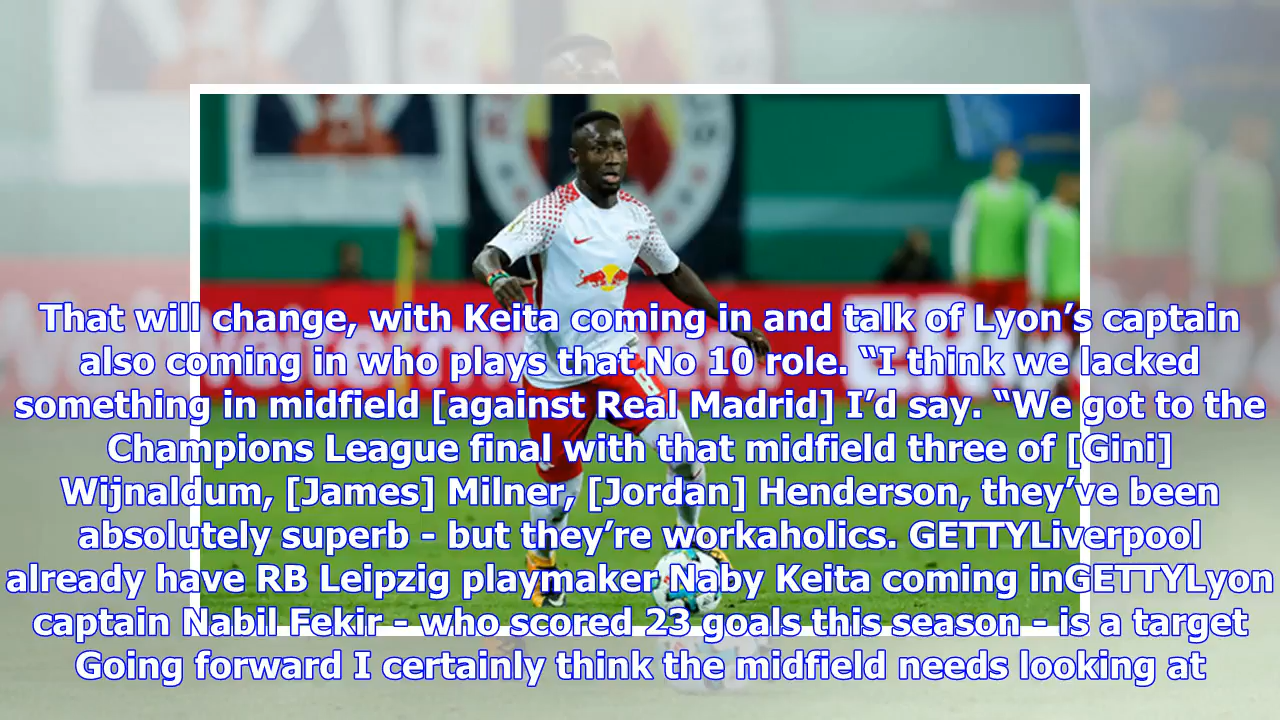 That will change, with Keita coming in and talk of Lyon’s captain
also coming in who plays that No 10 role. “I think we lacked
something in midfield [against Real Madrid] I’d say. “We got to the
Champions League final with that midfield three of [Gini]
Wijnaldum, [James] Milner, [Jordan] Henderson, they’ve been
absolutely superb - but they’re workaholics. GETTYLiverpool
already have RB Leipzig playmaker Naby Keita coming inGETTYLyon
captain Nabil Fekir - who scored 23 goals this season - is a target
Going forward I certainly think the midfield needs looking at